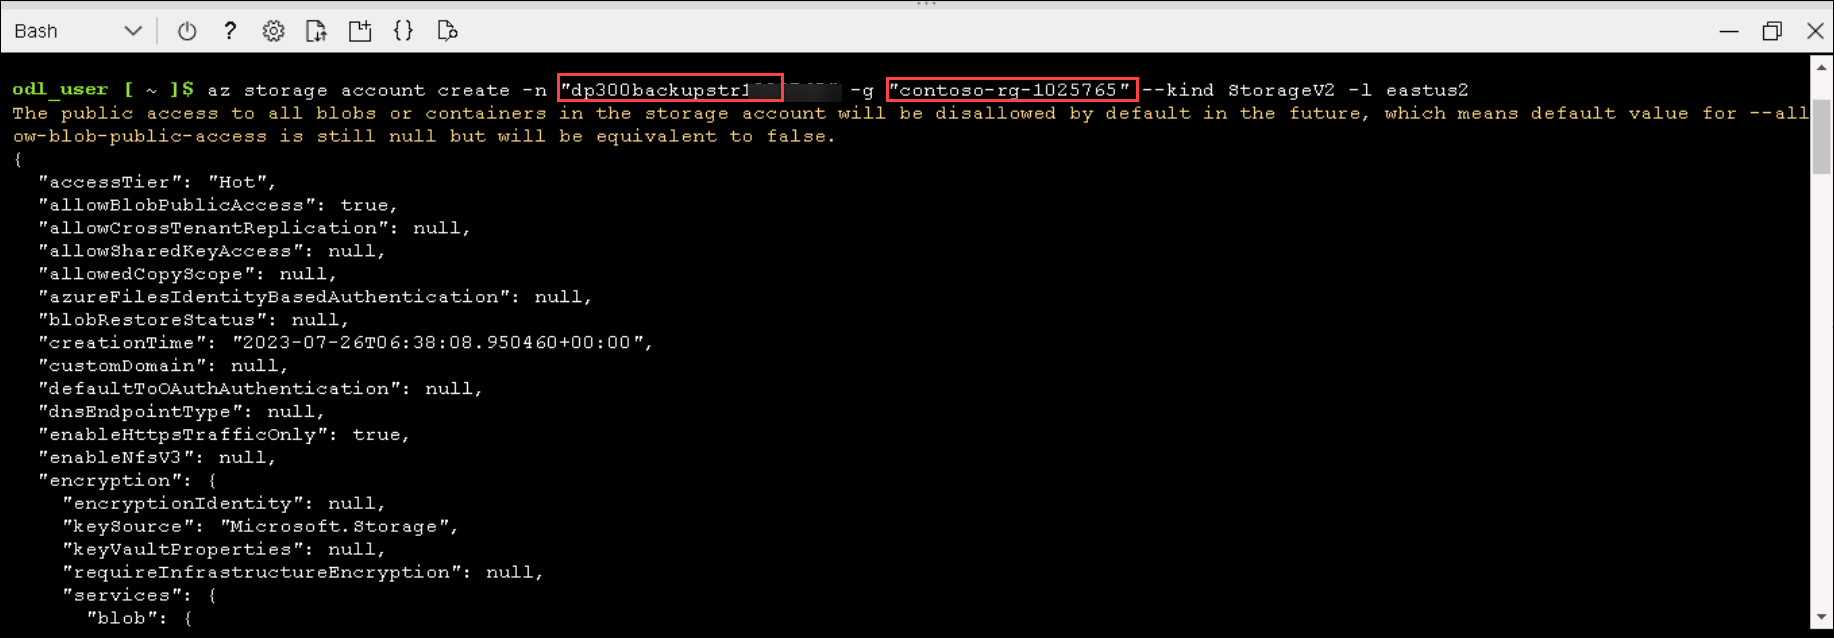 Bash
odl_user [ ~ ]$ az storage account create -n "dp300backupstr1 -g "contoso-rg-1025765" --kind StorageV2 -l eastus2
The public access to all blobs or containers in the storage account will be disallowed by default in the future, which means default value for --all
ow-blob-public-access is still null but will be equivalent to false.
{
"accessTier": "Hot",
"allowBlobPublicAccess": true,
"allowCrossTenantReplication": null,
"allowSharedKeyAccess": null,
"allowedCopyScope": null,
"azureFilesIdentityBasedAuthentication": null,
"blobRestoreStatus": null,
"creationTime": "2023-07-26T06:38:08.950460+00:00",
"customDomain": null,
"defaultToOAuthAuthentication": null,
"dnsEndpointType": null,
"enableHttpsTrafficOnly": true,
"enableNfsV3": null,
"encryption": {
"encryptionIdentity": null,
"keySource": "Microsoft.Storage",
"keyVaultProperties": null,
"requireInfrastructureEncryption": null,
"services": {
"blob": {